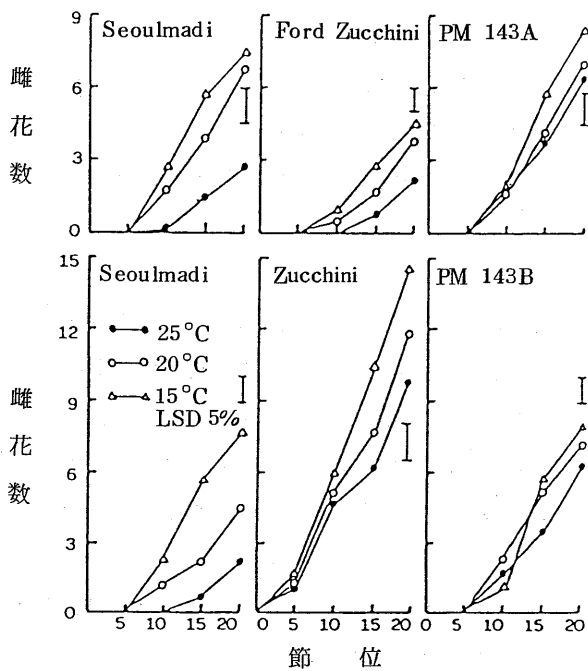 Seoulmadi
Ford Zucchini
PM 143A
9
6
3
0
雌花数
Seoulmadi
Zucchini
PM 143B
15
12
9
6
3
0
雌花数
25°C
20°C
15°C
LSD 5%
5 10 15 20
0 5 10 15 20
0 5 10 15 20
節位